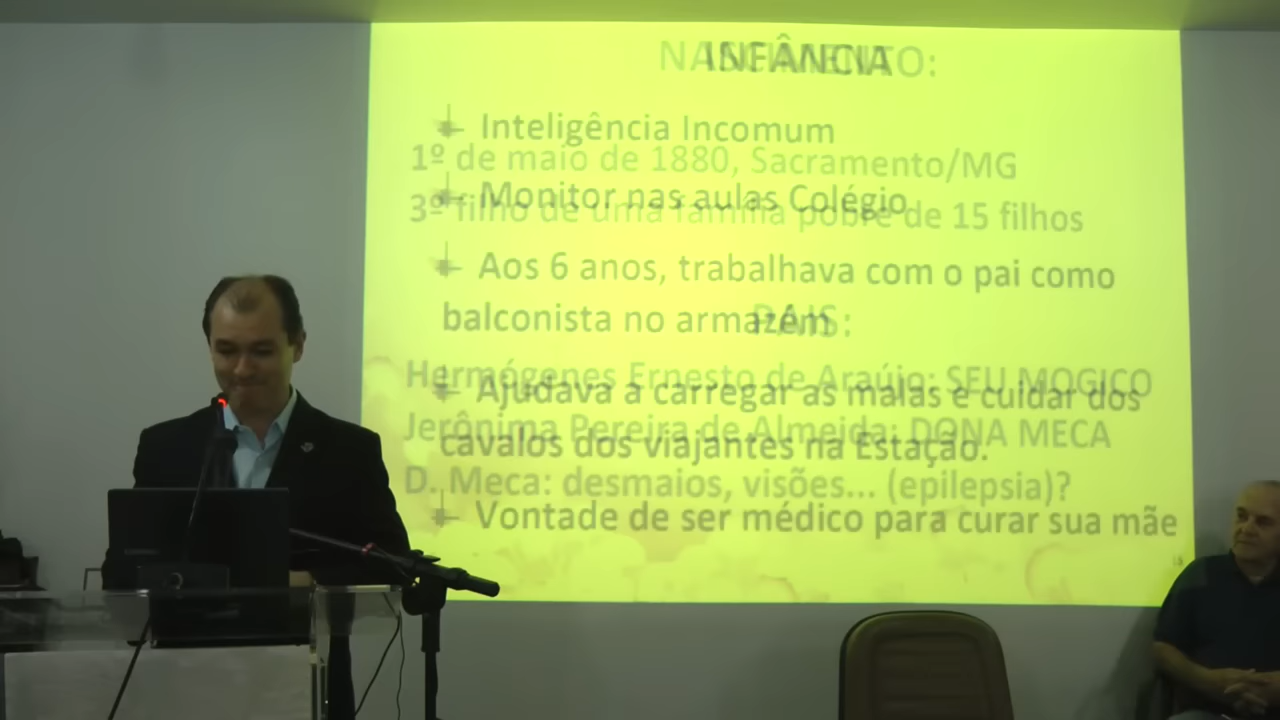 NASCIMENTO:
INFÂNCIA
Inteligência Incomum
1º de maio de 1880, Sacramento/MG
Monitor nas aulas Colégio
3º filho de uma família pobre de 15 filhos
Aos 6 anos, trabalhava com o pai como
balconista no armazém
PAIS:
Hermógenes Ernesto de Araújo: SEU MOGICO
Ajudava a carregar as malas e cuidar dos
Jerônima Pereira de Almeida: DONA MECA
cavalos dos viajantes na Estação.
D. Meca: desmaios, visões... (epilepsia)?
Vontade de ser médico para curar sua mãe